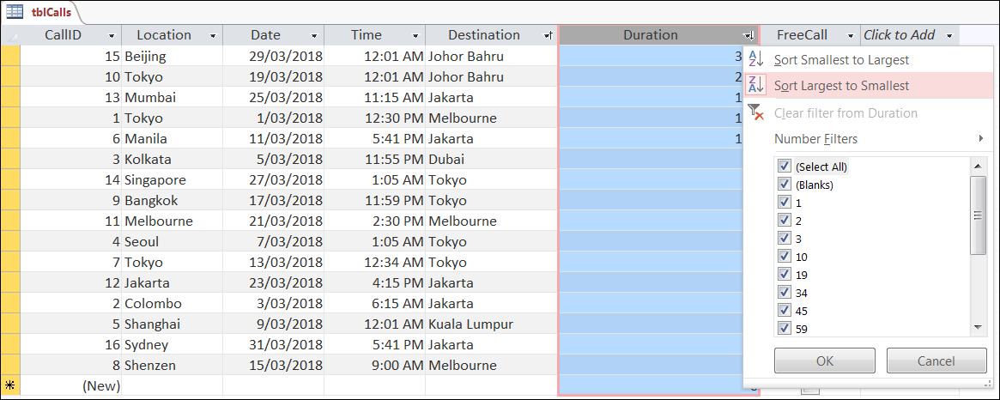 tblCalls
CallID Location Date Time Destination Duration FreeCall Click to Add
15 Beijing 29/03/2018 12:01 AM Johor Bahru 3
10 Tokyo 19/03/2018 12:01 AM Johor Bahru 2
13 Mumbai 25/03/2018 11:15 AM Jakarta 1
1 Tokyo 1/03/2018 12:30 PM Melbourne 1
6 Manila 11/03/2018 5:41 PM Jakarta 1
3 Kolkata 5/03/2018 11:55 PM Dubai
14 Singapore 27/03/2018 1:05 AM Tokyo
9 Bangkok 17/03/2018 11:59 PM Tokyo
11 Melbourne 21/03/2018 2:30 PM Melbourne
4 Seoul 7/03/2018 1:05 AM Tokyo
7 Tokyo 13/03/2018 12:34 AM Tokyo
12 Jakarta 23/03/2018 4:15 PM Jakarta
2 Colombo 3/03/2018 6:15 AM Jakarta
5 Shanghai 9/03/2018 12:01 AM Kuala Lumpur
16 Sydney 31/03/2018 5:41 PM Jakarta
8 Shenzen 15/03/2018 9:00 AM Melbourne
(New)
Sort Smallest to Largest
Sort Largest to Smallest
Clear filter from Duration
Number Filters
(Select All)
(Blanks)
1
2
3
10
19
34
45
59
OK Cancel